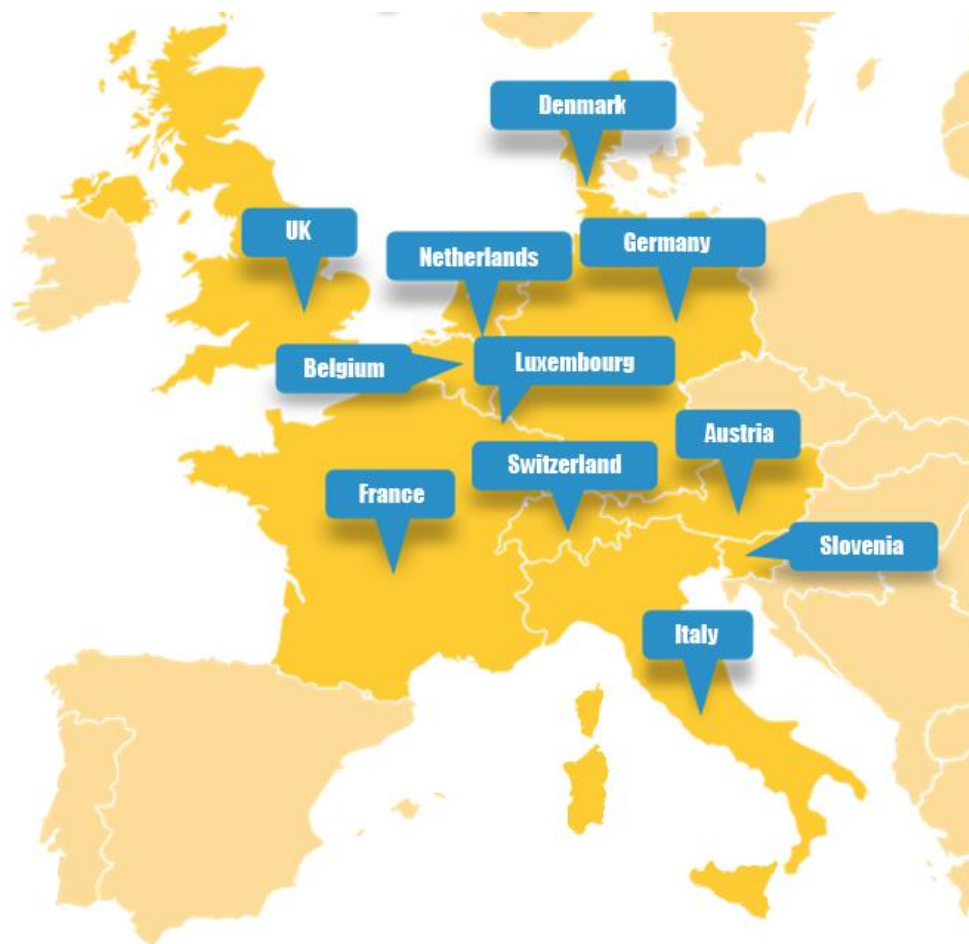 Denmark
UK
Netherlands
Germany
Belgium
Luxembourg
Austria
Switzerland
France
Slovenia
Italy